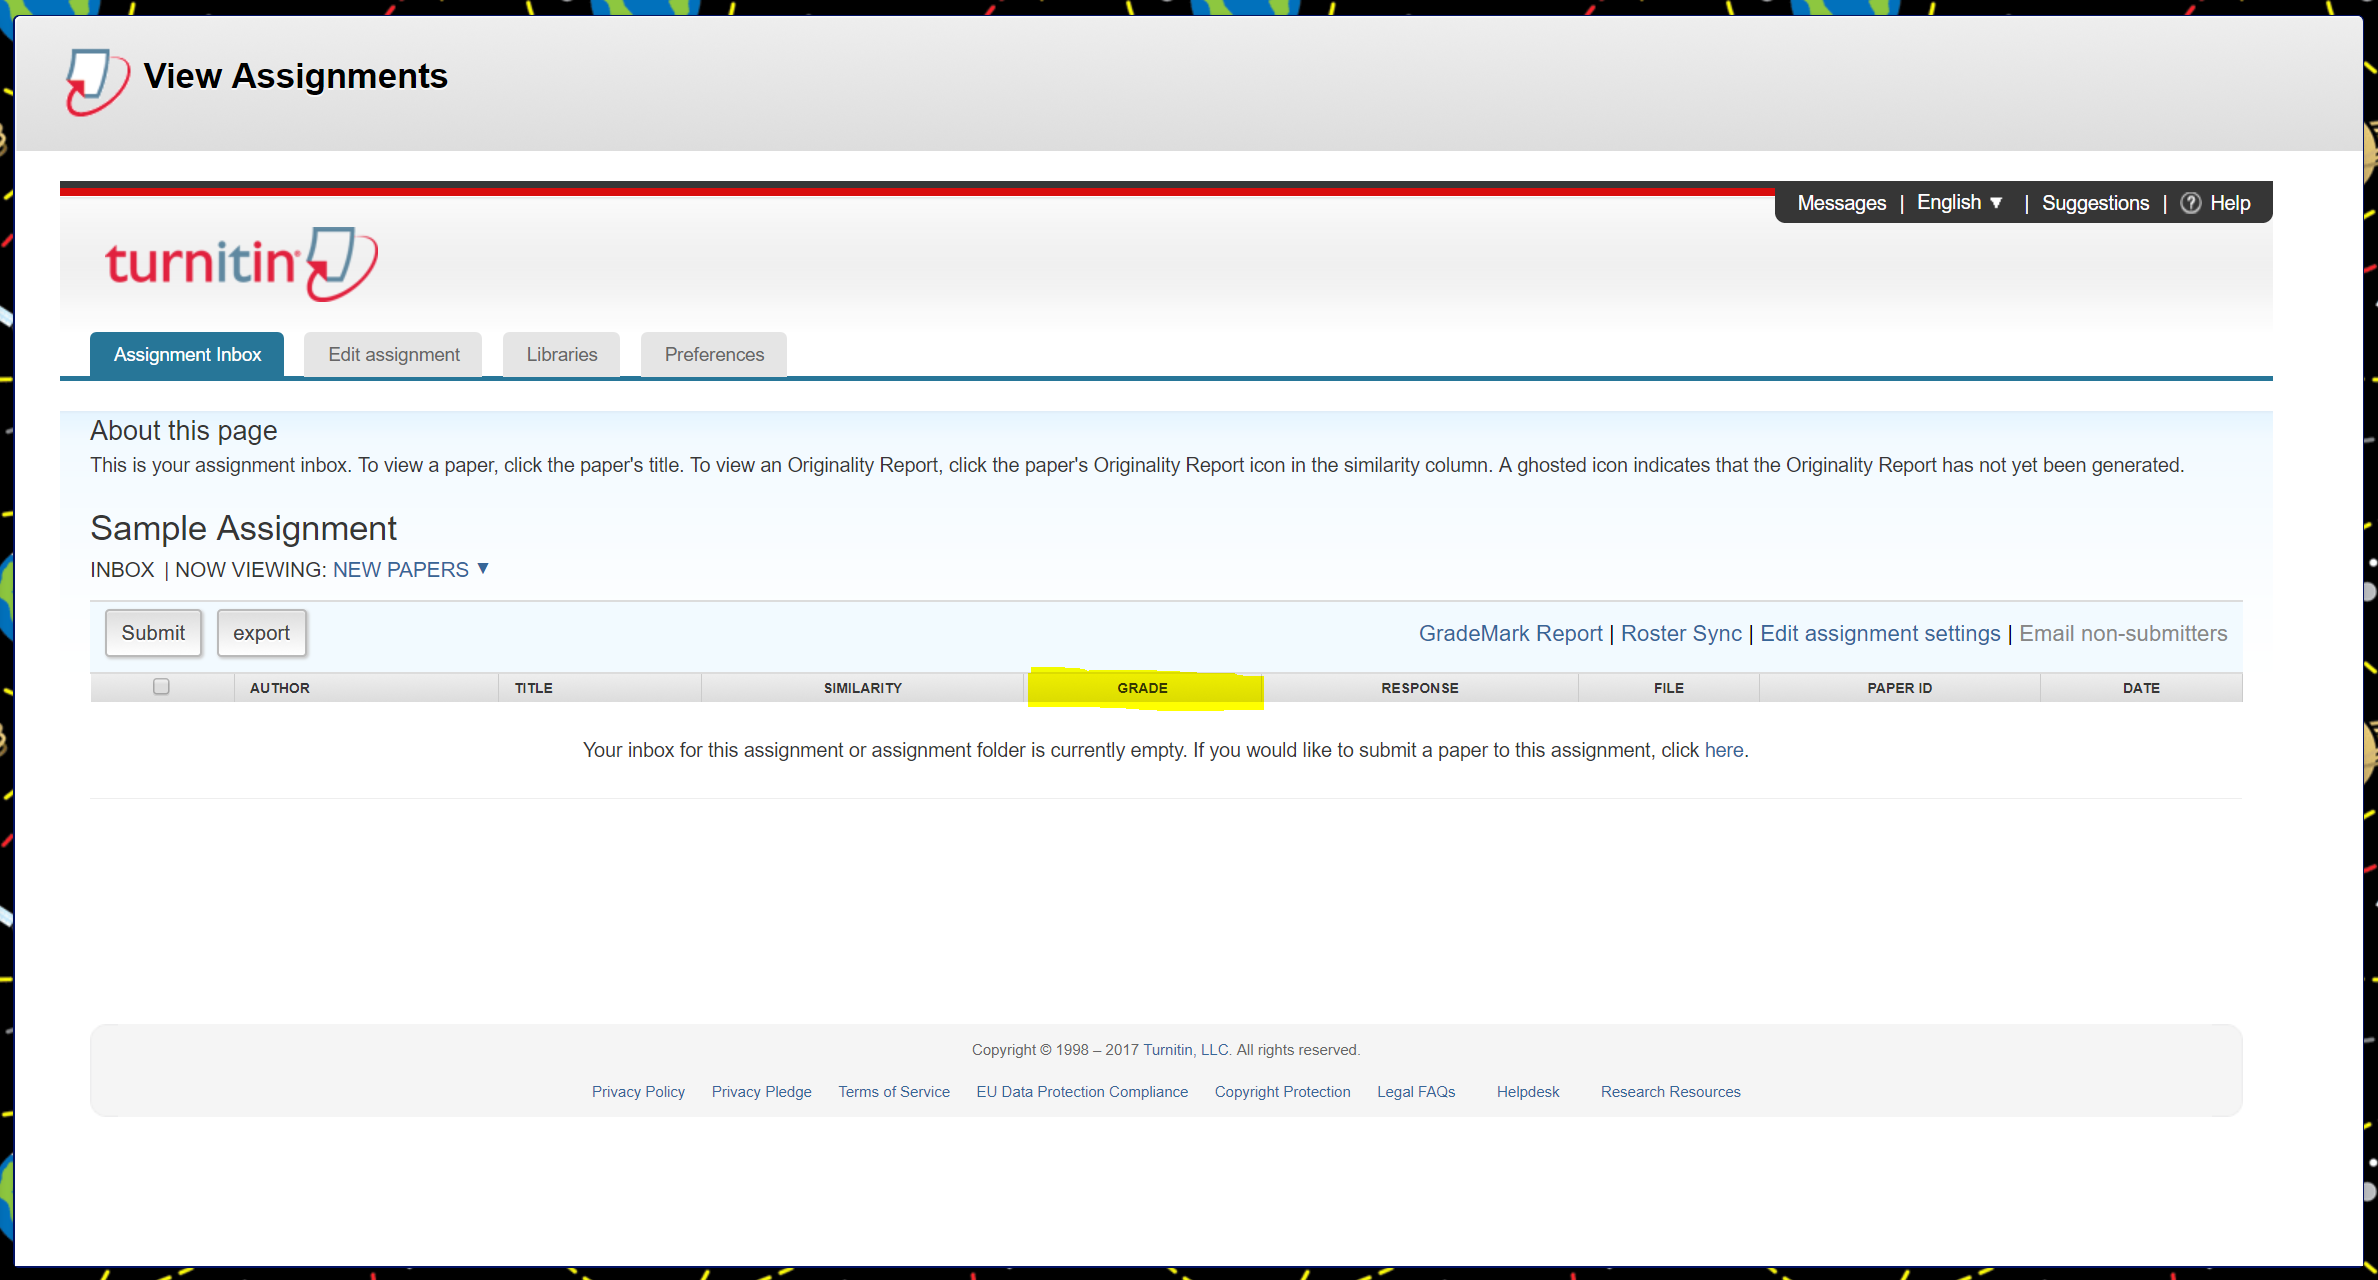 View Assignments
Messages | English ▼ | Suggestions | ? Help
turnitin
Assignment Inbox Edit assignment Libraries Preferences
About this page
This is your assignment inbox. To view a paper, click the paper's title. To view an Originality Report, click the paper's Originality Report icon in the similarity column. A ghosted icon indicates that the Originality Report has not yet been generated.
Sample Assignment
INBOX | NOW VIEWING: NEW PAPERS ▼
Submit export GradeMark Report | Roster Sync | Edit assignment settings | Email non-submitters
AUTHOR TITLE SIMILARITY GRADE RESPONSE FILE PAPER ID DATE
Your inbox for this assignment or assignment folder is currently empty. If you would like to submit a paper to this assignment, click here.
Copyright © 1998 – 2017 Turnitin, LLC. All rights reserved.
Privacy Policy Privacy Pledge Terms of Service EU Data Protection Compliance Copyright Protection Legal FAQs Helpdesk Research Resources